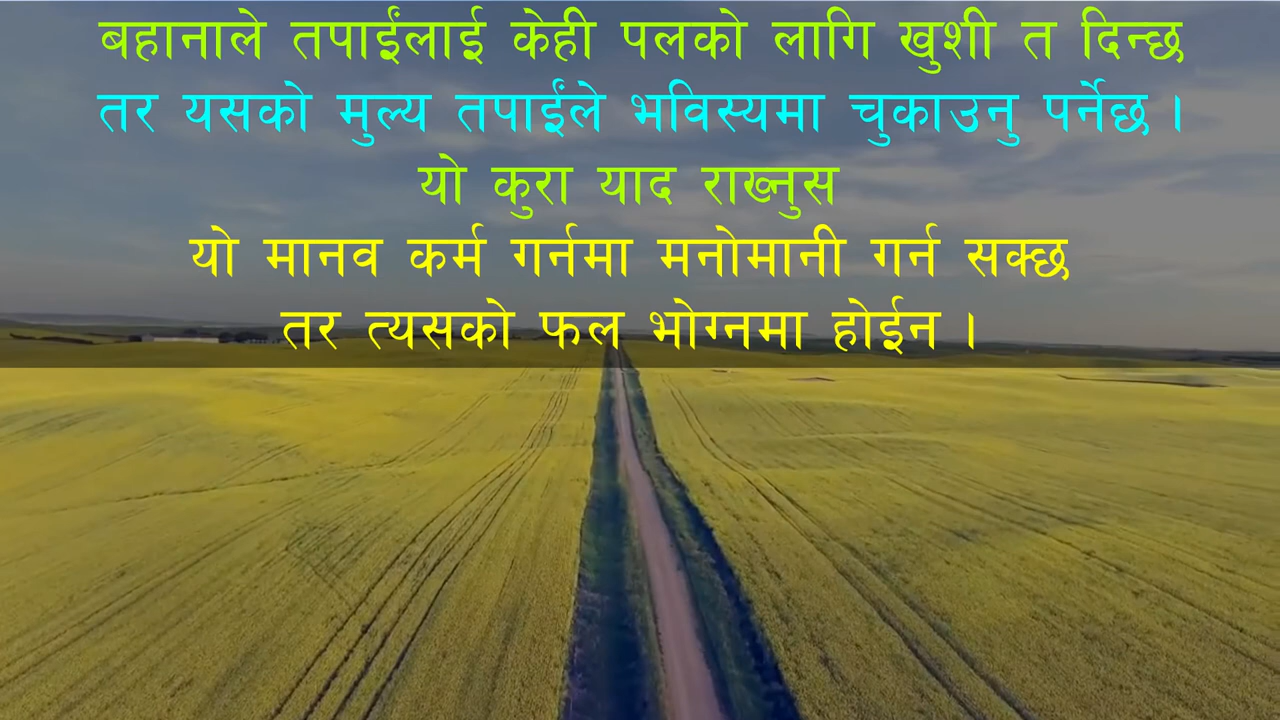 बहानाले तपाईंलाई केही पलको लागि खुशी त दिन्छ
तर यसको मुल्य तपाईंले भविस्यमा चुकाउनु पर्नेछ ।
यो कुरा याद राख्नुस
यो मानव कर्म गर्नमा मनोमानी गर्न सक्छ
तर त्यसको फल भोग्नमा होईन ।